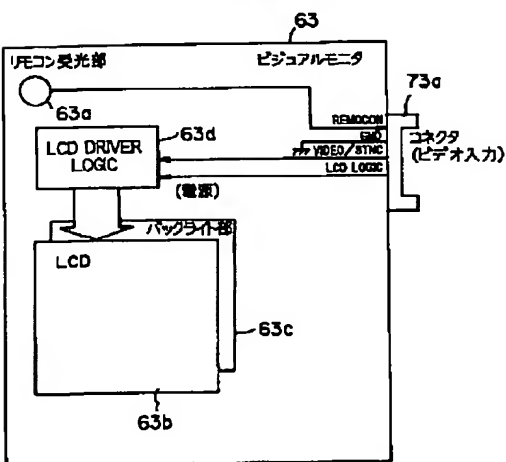 63
リモコン受光部
ビジュアルモニタ
73a
63a
REMOCON
GND
コネクタ
(ビデオ入力)
63d
LCD DRIVER
LOGIC
VIDEO/SYNC
LCD LOGIC
(電源)
バックライト部
LCD
63c
63b